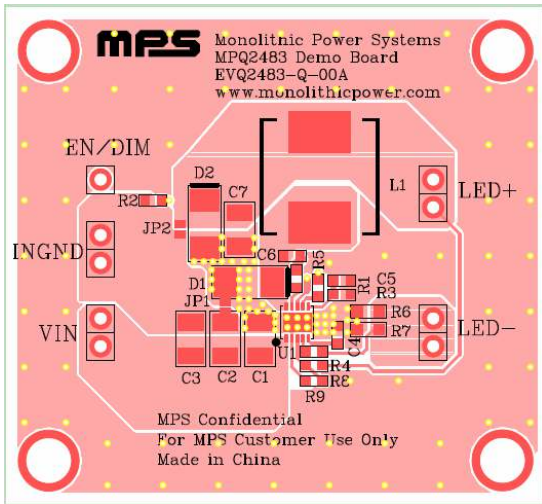 MPS Monolithic Power Systems
MPQ2483 Demo Board
EVQ2483-Q-00A
www.monolithicpower.com
EN/DIM
D2
C7
L1
LED+
R2
JP2
INGND
C6
R5
D1
R1
C5
R3
JP1
VIN
R6
LED-
R7
C4
U1
C3
C2
C1
R4
R8
R9
MPS Confidential
For MPS Customer Use Only
Made in China